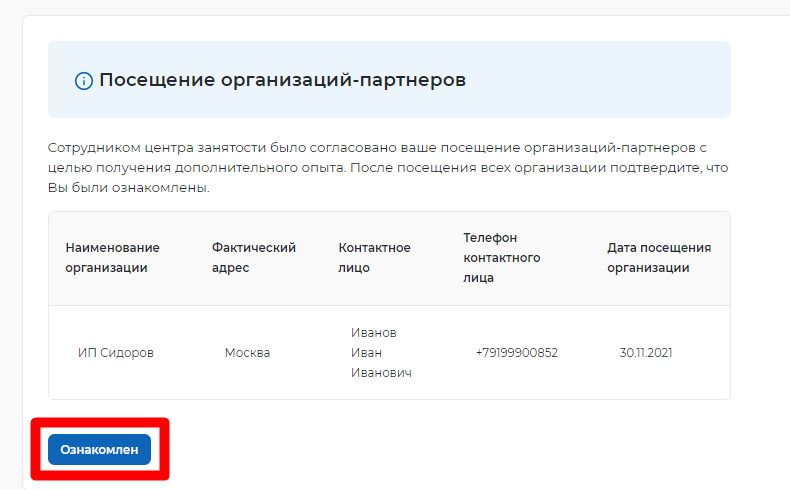 Посещение организаций-партнеров
Сотрудником центра занятости было согласовано ваше посещение организаций-партнеров с
целью получения дополнительного опыта. После посещения всех организации подтвердите, что
Вы были ознакомлены.
Наименование организации
Фактический адрес
Контактное лицо
Телефон контактного лица
Дата посещения организации
ИП Сидоров
Москва
Иванов
Иван
Иванович
+79199900852
30.11.2021
Ознакомлен